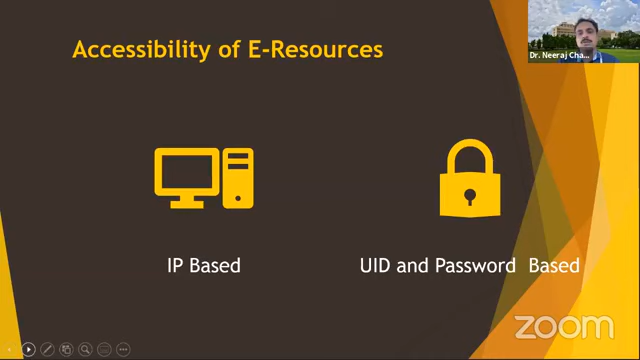 Accessibility of E-Resources
Dr. Neeraj Cha...
IP Based
UID and Password Based
zoom